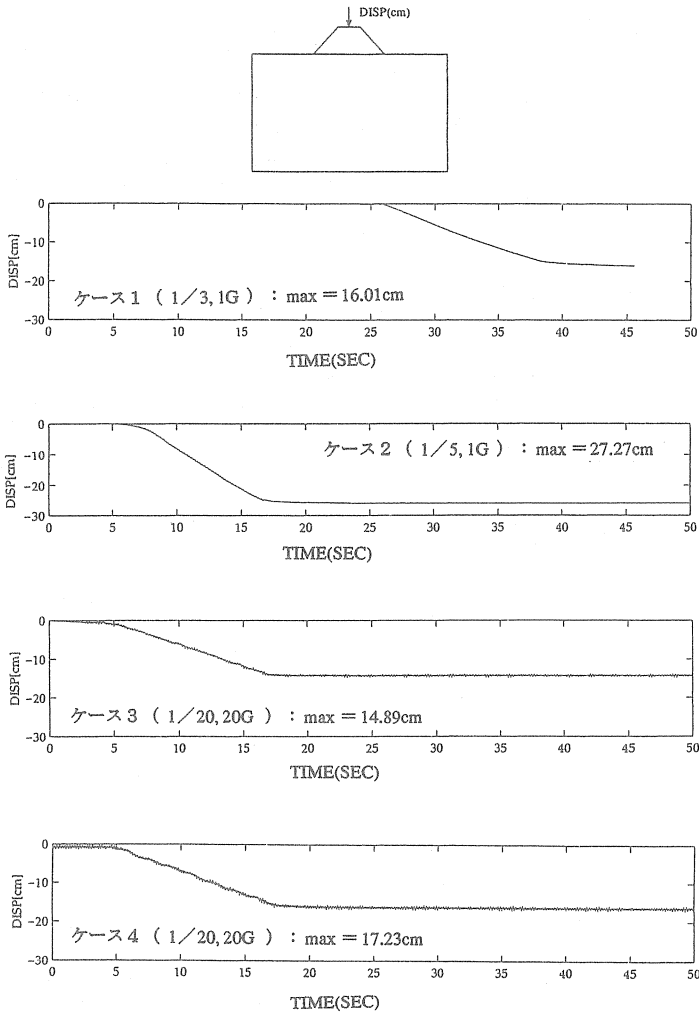 DISP(cm)
0
-10
-20
-30
DISP[cm]
ケース1 ( 1/3, 1G ) : max = 16.01cm
0 5 10 15 20 25 30 35 40 45 50
TIME(SEC)
0
-10
-20
-30
DISP[cm]
ケース2 ( 1/5, 1G ) : max = 27.27cm
0 5 10 15 20 25 30 35 40 45 50
TIME(SEC)
0
-10
-20
-30
DISP[cm]
ケース3 ( 1/20, 20G ) : max = 14.89cm
0 5 10 15 20 25 30 35 40 45 50
TIME(SEC)
0
-10
-20
-30
DISP[cm]
ケース4 ( 1/20, 20G ) : max = 17.23cm
0 5 10 15 20 25 30 35 40 45 50
TIME(SEC)